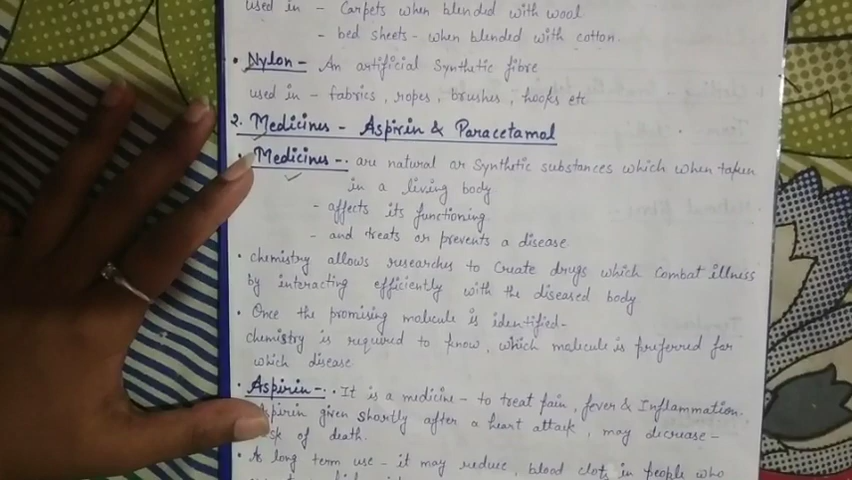 used in - Carpets when blended with wool
- bed sheets - when blended with cotton.
• Nylon - An artificial synthetic fibre
used in - fabrics, ropes, brushes, hooks etc
2. Medicines - Aspirin & Paracetamol
• Medicines - • are natural or synthetic substances which when taken
in a living body
- affects its functioning
- and treats or prevents a disease
• chemistry allows researches to create drugs which combat illness
by interacting efficiently with the diseased body
• Once the promising molecule is identified -
chemistry is required to know, which molecule is preferred for
which disease
• Aspirin - • It is a medicine - to treat pain, fever & Inflammation.
Aspirin given shortly after a heart attack, may decrease -
risk of death.
• As long term use - it may reduce, blood clots in people who